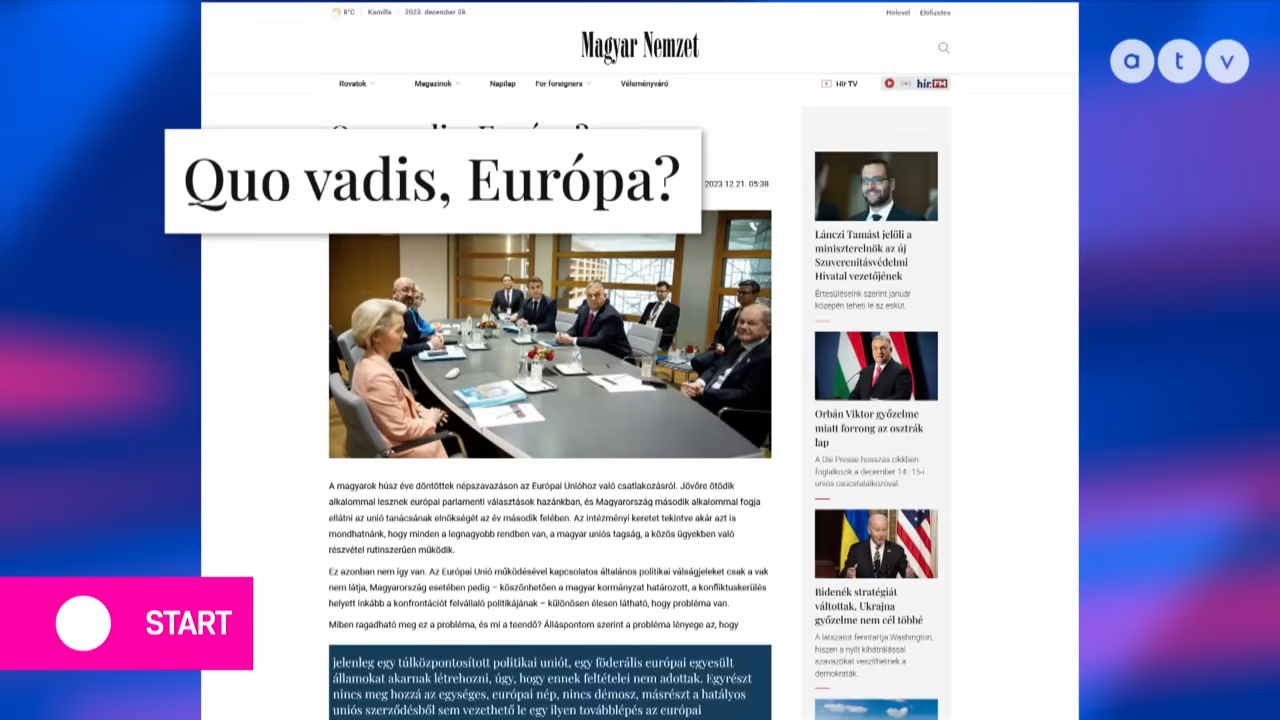 8°C Kamilla 2023. december 28.
Hírlevél Előfizetés
Magyar Nemzet
atv
Rovatok Magazinok Napilap For foreigners Véleményváró
Hír TV
hír.FM
Quo vadis, Európa?
2023.12.21. 05:38
A magyarok húsz éve döntöttek népszavazáson az Európai Unióhoz való csatlakozásról. Jövőre ötödik
alkalommal lesznek európai parlamenti választások hazánkban, és Magyarország második alkalommal fogja
ellátni az unió tanácsának elnökségét az év második felében. Az intézményi keretet tekintve akár azt is
mondhatnánk, hogy minden a legnagyobb rendben van, a magyar uniós tagság, a közös ügyekben való
részvétel rutinszerűen működik.
Ez azonban nem így van. Az Európai Unió működésével kapcsolatos általános politikai válságjeleket csak a vak
nem látja, Magyarország esetében pedig – köszönhetően a magyar kormányzat határozott, a konfliktuskerülés
helyett inkább a konfrontációt felvállaló politikájának – különösen élesen látható, hogy probléma van.
Miben ragadható meg ez a probléma, és mi a teendő? Álláspontom szerint a probléma lényege az, hogy
jelenleg egy túlközpontosított politikai uniót, egy föderális európai egyesült
államokat akarnak létrehozni, úgy, hogy ennek feltételei nem adottak. Egyrészt
nincs meg hozzá az egységes, európai nép, nincs démosz, másrészt a hatályos
uniós szerződésből sem vezethető le egy ilyen továbblépés az európai
Lánczi Tamást jelöli a
miniszterelnök az új
Szuverenitásvédelmi
Hivatal vezetőjének
Értesüléseink szerint január
közepén teheti le az esküt.
Orbán Viktor győzelme
miatt forrong az osztrák
lap
A Die Presse hosszas cikkben
foglalkozik a december 14–15-i
uniós csúcstalálkozóval.
Bidenék stratégiát
váltottak, Ukrajna
győzelme nem cél többé
A látszatot fenntartja Washington,
hiszen a nyílt kihátrálással
szavazókat veszíthetnek a
demokraták.
START